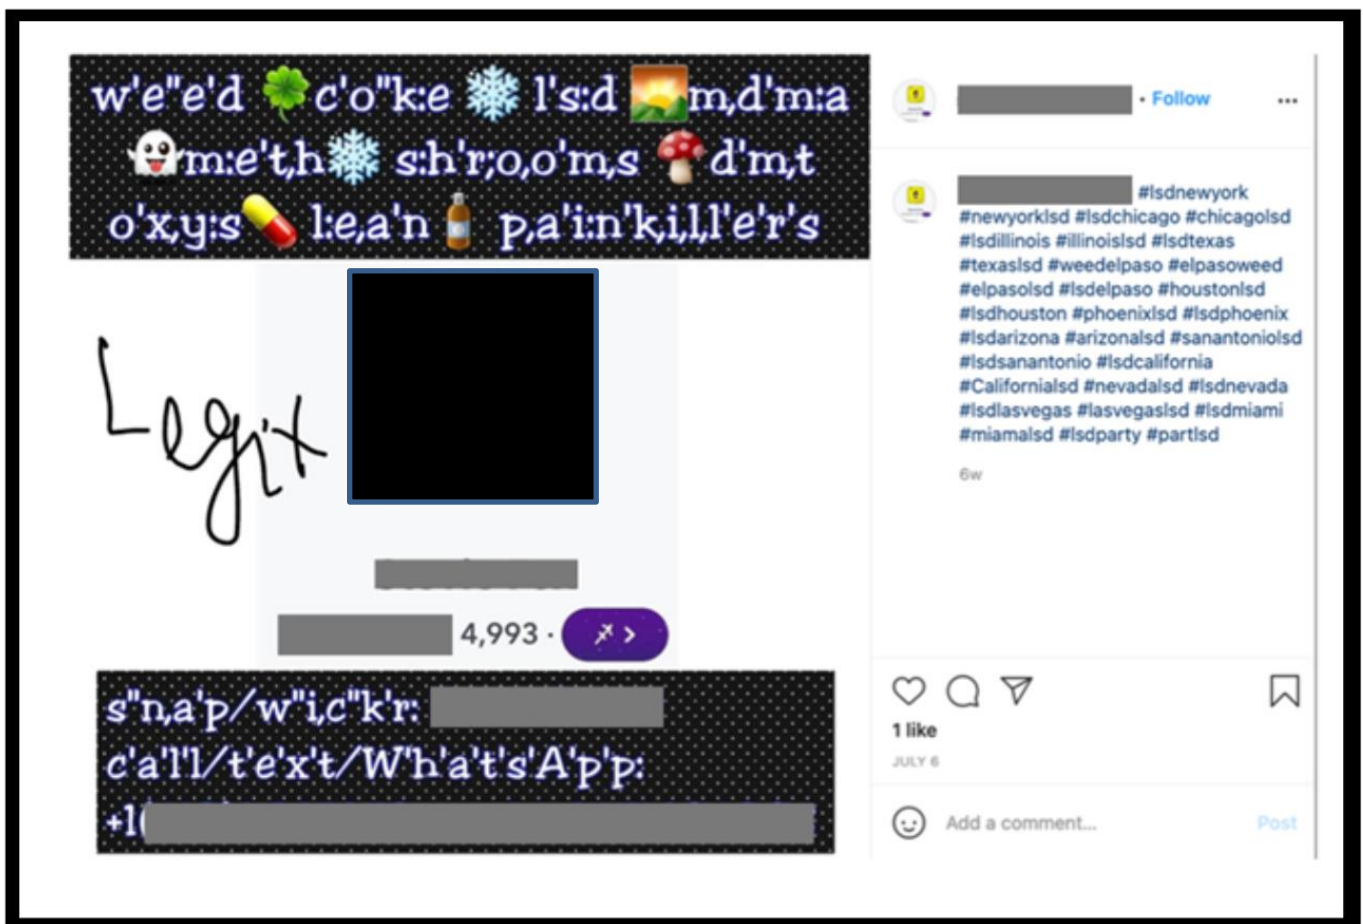 w'e"e'd c'o"k:e l's:d m,d'm:a
m:e't,h s:h'r;o,o'm,s d'm,t
o'x,y:s l:e,a'n p,a'i:n'k,i,l,l'e'r's
Legix
4,993 ·
s"n,a'p/w"i,c"k'r:
c'a'l'l/t'e'x't/W'h'a't's'A'p'p:
+1(
· Follow
#lsdnewyork
#newyorklsd #lsdchicago #chicagolsd
#lsdillinois #illinoislsd #lsdtexas
#texaslsd #weedelpaso #elpasoweed
#elpasolsd #lsdelpaso #houstonlsd
#lsdhouston #phoenixlsd #lsdphoenix
#lsdarizona #arizonalsd #sanantoniolsd
#lsdsanantonio #lsdcalifornia
#Californialsd #nevadalsd #lsdnevada
#lsdlasvegas #lasvegaslsd #lsdmiami
#miamalsd #lsdparty #partlsd
6w
1 like
JULY 6
Add a comment...
Post